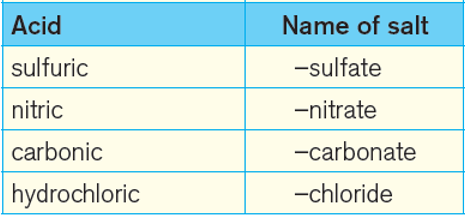 Acid Name of salt
sulfuric –sulfate
nitric –nitrate
carbonic –carbonate
hydrochloric –chloride